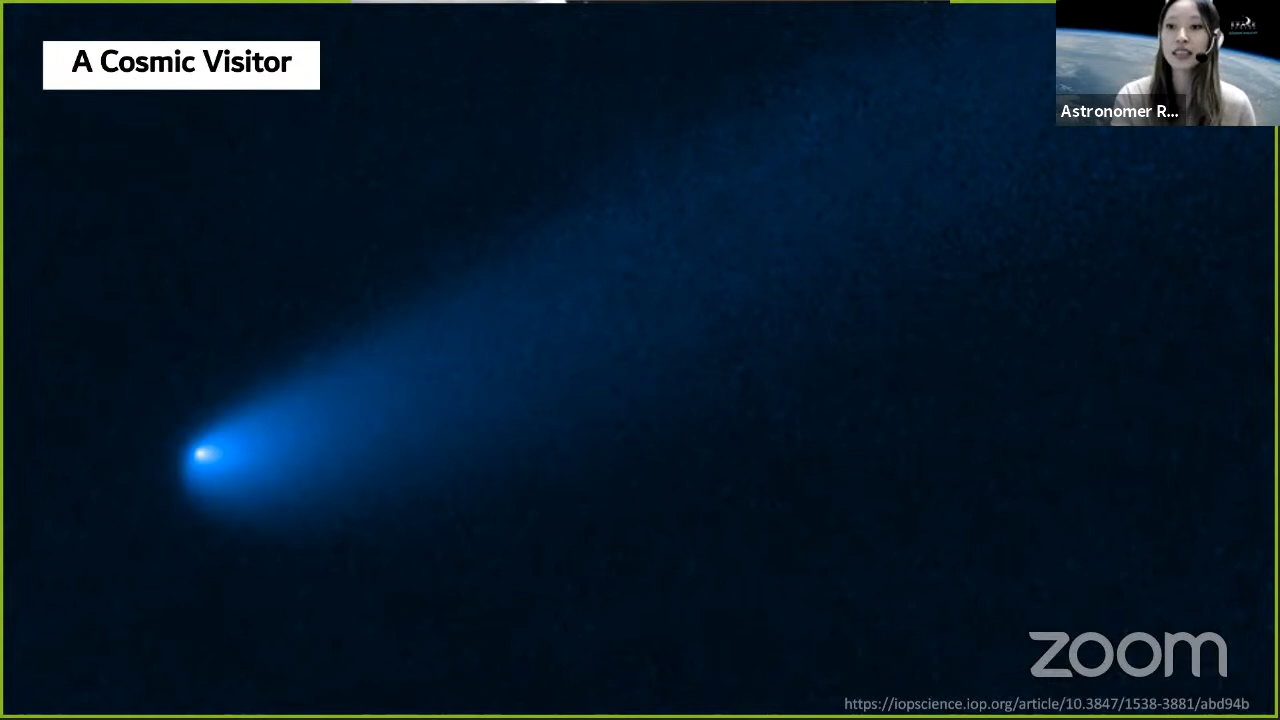 A Cosmic Visitor
Astronomer R...
zoom
https://iopscience.iop.org/article/10.3847/1538-3881/abd94b